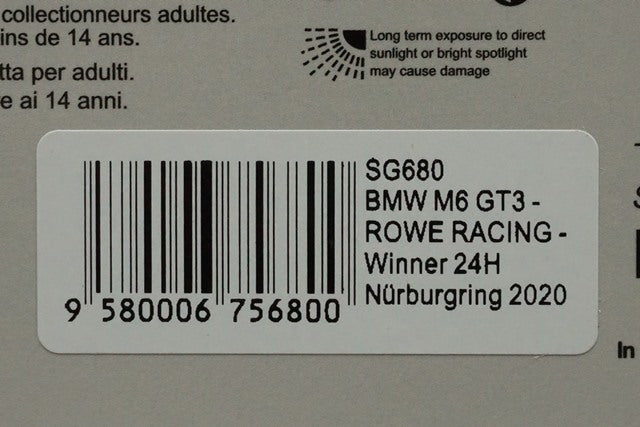 collectionneurs adultes.
ins de 14 ans.
tta per adulti.
e ai 14 anni.
Long term exposure to direct
sunlight or bright spotlight
may cause damage
SG680
BMW M6 GT3 -
ROWE RACING -
Winner 24H
Nürburgring 2020
9 580006 756800
In